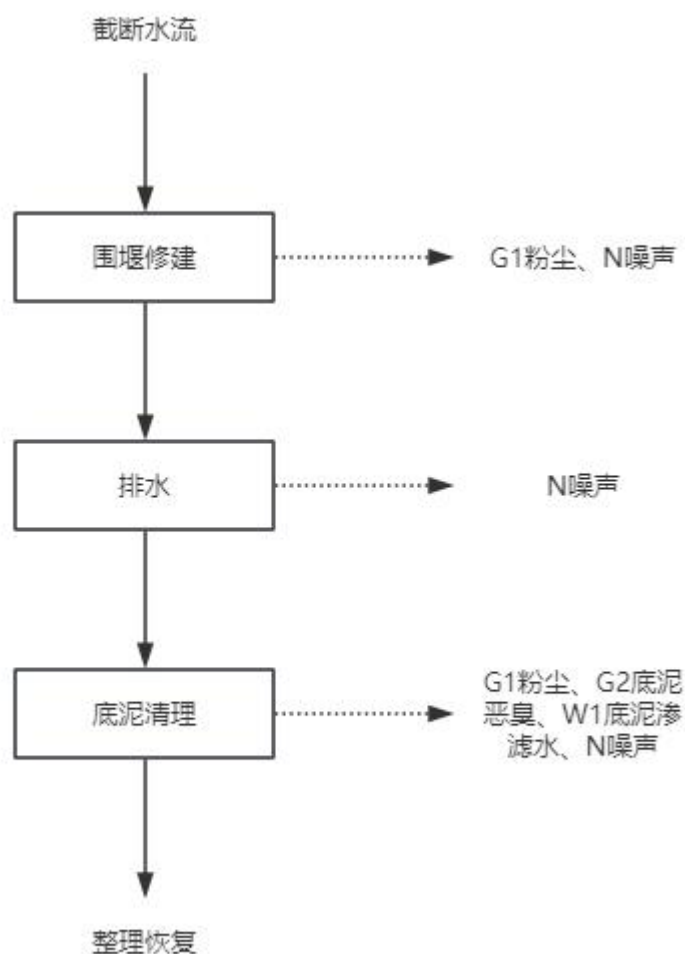 截断水流
围堰修建
G1粉尘、N噪声
排水
N噪声
底泥清理
G1粉尘、G2底泥
恶臭、W1底泥渗
滤水、N噪声
整理恢复